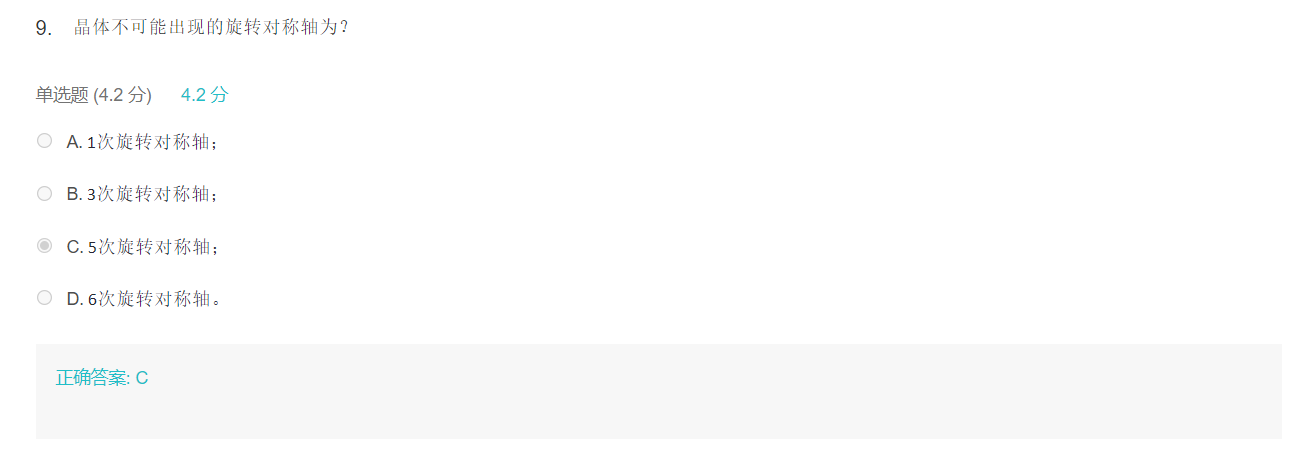 9. 晶体不可能出现的旋转对称轴为？
单选题 (4.2 分) 4.2 分
A. 1次旋转对称轴；
B. 3次旋转对称轴；
C. 5次旋转对称轴；
D. 6次旋转对称轴。
正确答案: C